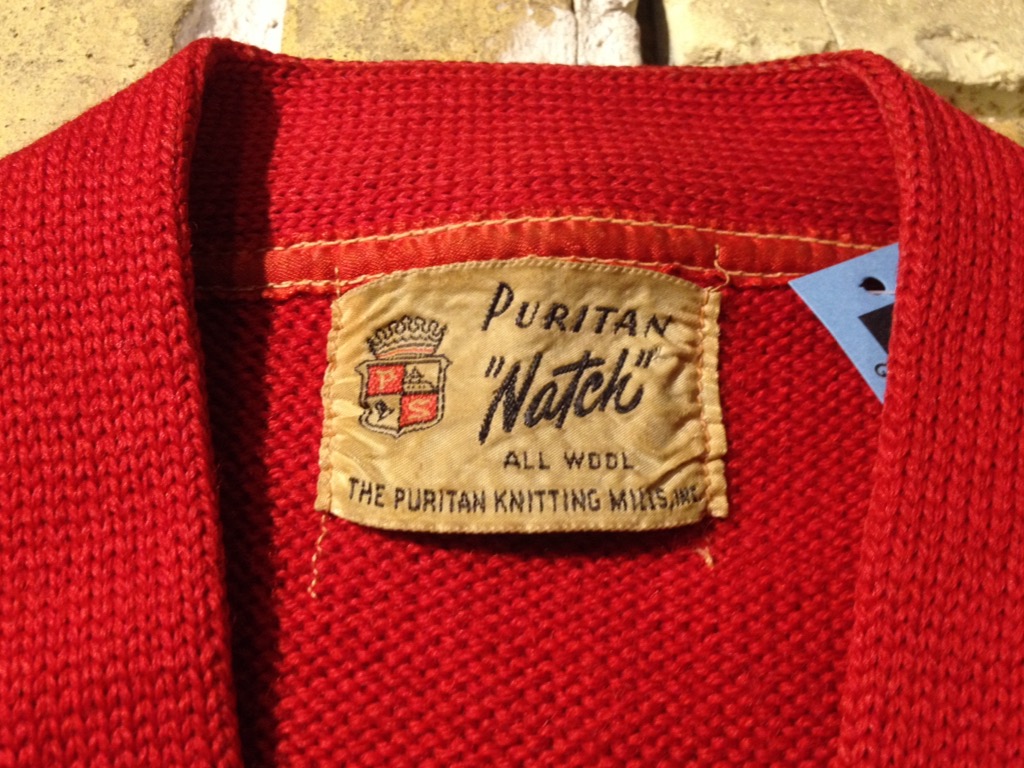 PURITAN
"Natch"
P
S
ALL WOOL
THE PURITAN KNITTING MILLS, INC.